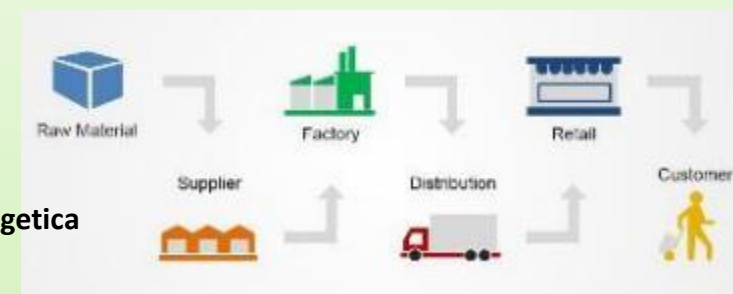 Raw Material
Factory
Retail
Supplier
Distribution
Customer
getica